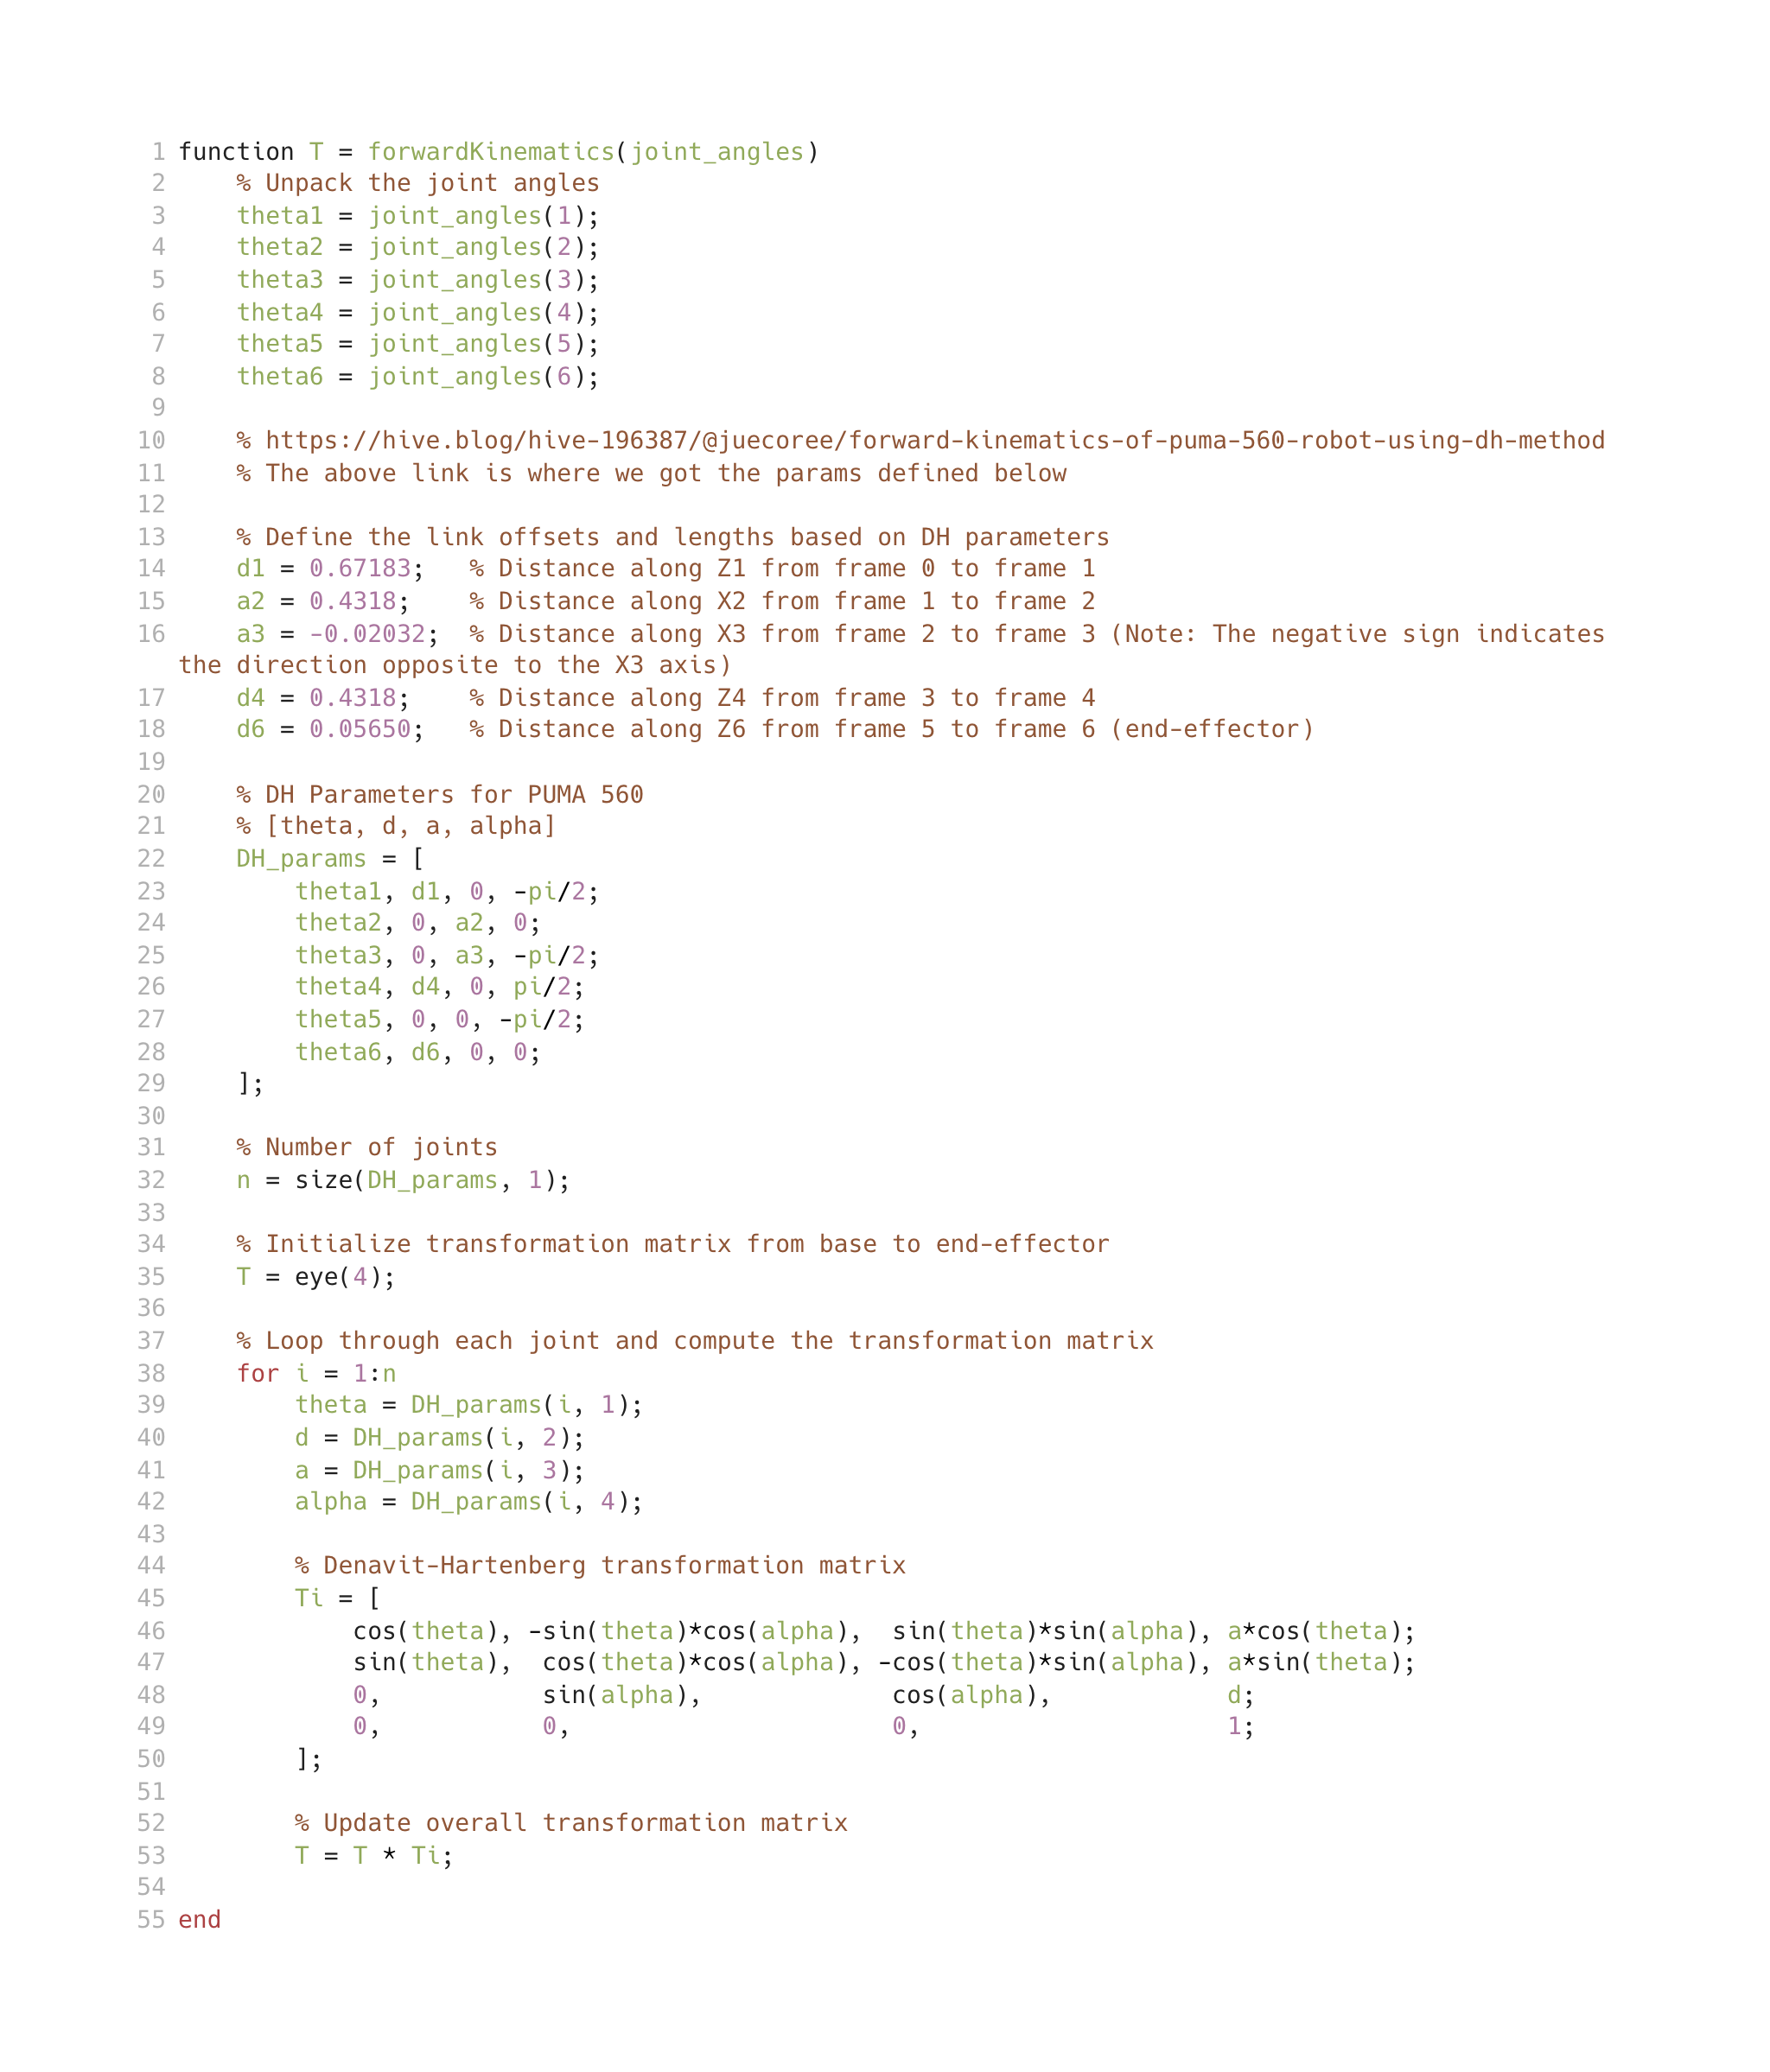 1 function T = forwardKinematics(joint_angles)
2     % Unpack the joint angles
3     theta1 = joint_angles(1);
4     theta2 = joint_angles(2);
5     theta3 = joint_angles(3);
6     theta4 = joint_angles(4);
7     theta5 = joint_angles(5);
8     theta6 = joint_angles(6);
9
10     % https://hive.blog/hive-196387/@juecoree/forward-kinematics-of-puma-560-robot-using-dh-method
11     % The above link is where we got the params defined below
12
13     % Define the link offsets and lengths based on DH parameters
14     d1 = 0.67183;   % Distance along Z1 from frame 0 to frame 1
15     a2 = 0.4318;    % Distance along X2 from frame 1 to frame 2
16     a3 = -0.02032;  % Distance along X3 from frame 2 to frame 3 (Note: The negative sign indicates
the direction opposite to the X3 axis)
17     d4 = 0.4318;    % Distance along Z4 from frame 3 to frame 4
18     d6 = 0.05650;   % Distance along Z6 from frame 5 to frame 6 (end-effector)
19
20     % DH Parameters for PUMA 560
21     % [theta, d, a, alpha]
22     DH_params = [
23         theta1, d1, 0, -pi/2;
24         theta2, 0, a2, 0;
25         theta3, 0, a3, -pi/2;
26         theta4, d4, 0, pi/2;
27         theta5, 0, 0, -pi/2;
28         theta6, d6, 0, 0;
29     ];
30
31     % Number of joints
32     n = size(DH_params, 1);
33
34     % Initialize transformation matrix from base to end-effector
35     T = eye(4);
36
37     % Loop through each joint and compute the transformation matrix
38     for i = 1:n
39         theta = DH_params(i, 1);
40         d = DH_params(i, 2);
41         a = DH_params(i, 3);
42         alpha = DH_params(i, 4);
43
44         % Denavit-Hartenberg transformation matrix
45         Ti = [
46             cos(theta), -sin(theta)*cos(alpha),  sin(theta)*sin(alpha), a*cos(theta);
47             sin(theta),  cos(theta)*cos(alpha), -cos(theta)*sin(alpha), a*sin(theta);
48             0,           sin(alpha),             cos(alpha),            d;
49             0,           0,                      0,                     1;
50         ];
51
52         % Update overall transformation matrix
53         T = T * Ti;
54
55 end